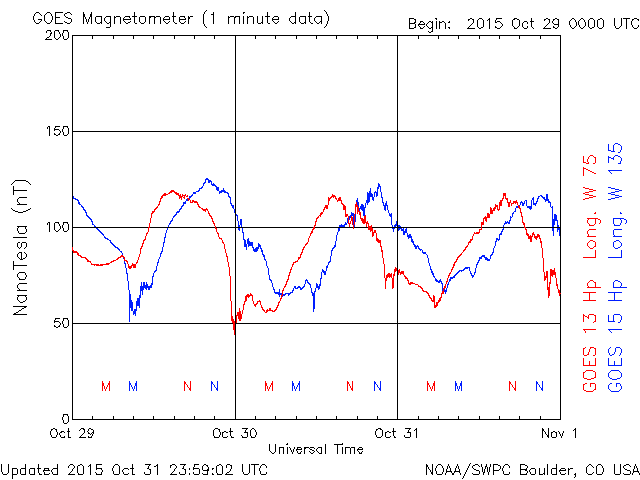 GOES Magnetometer (1 minute data)
Begin: 2015 Oct 29 0000 UTC
200
150
100
50
0
NanoTesla (nT)
M M N N M M N N M M N N
Oct 29 Oct 30 Oct 31 Nov 1
Universal Time
GOES 13 Hp Long. W 75
GOES 15 Hp Long. W 135
Updated 2015 Oct 31 23:59:02 UTC
NOAA/SWPC Boulder, CO USA